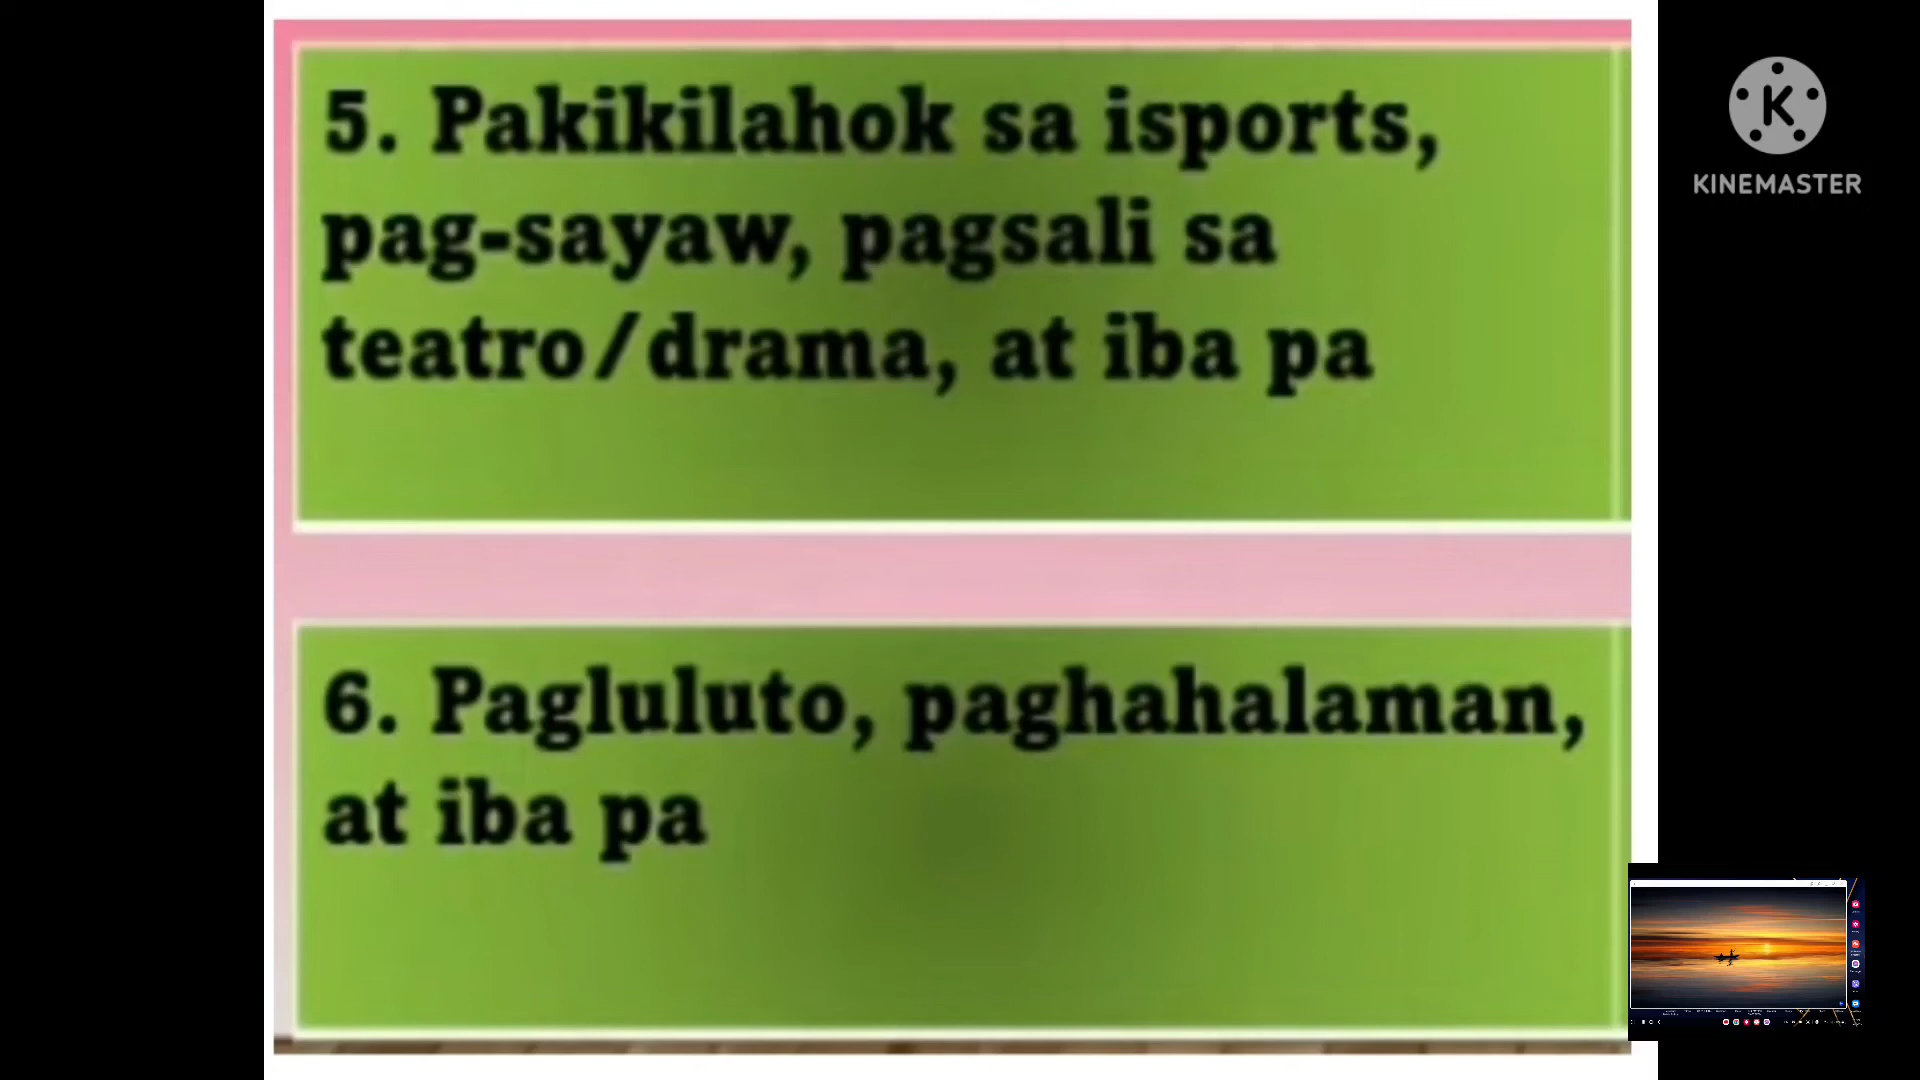 5. Pakikilahok sa isports,
pag-sayaw, pagsali sa
teatro/drama, at iba pa
6. Pagluluto, paghahalaman,
at iba pa
K
KINEMASTER